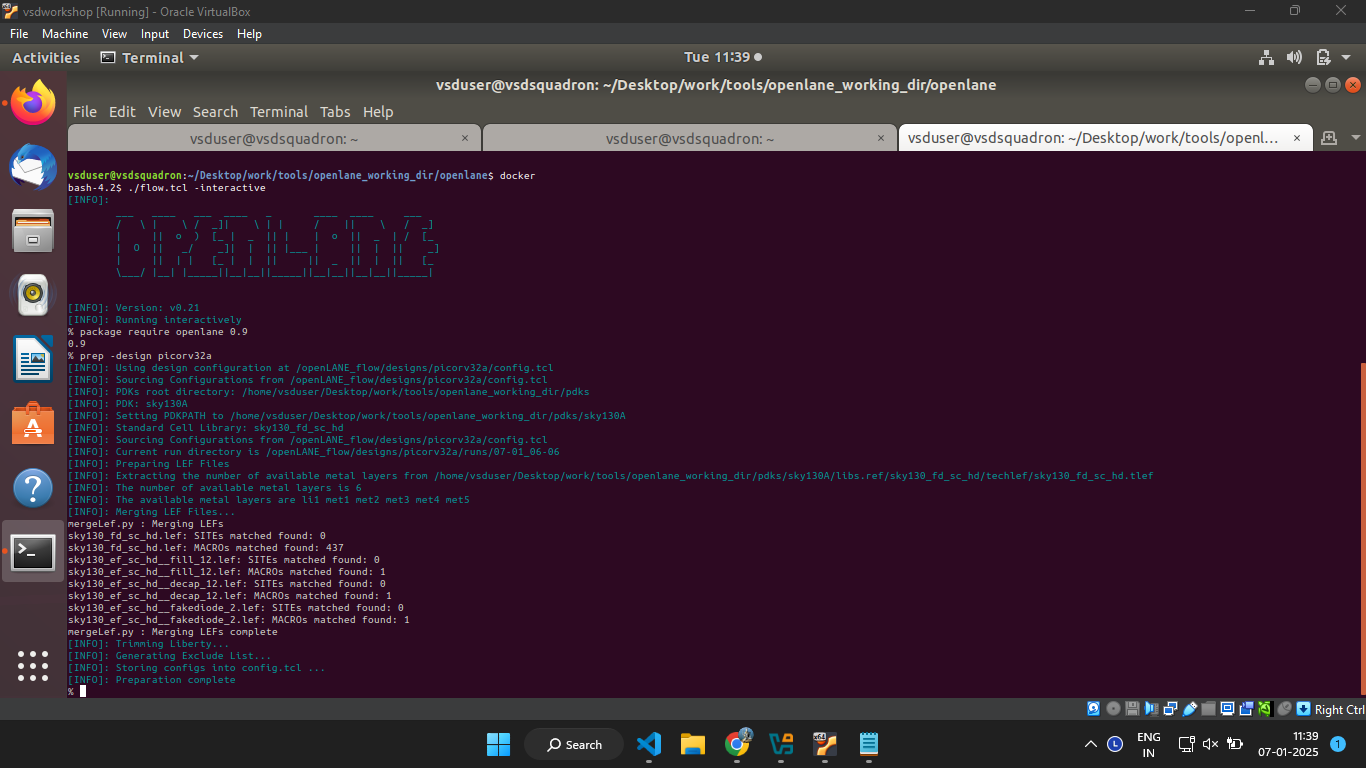 vsdworkshop [Running] - Oracle VirtualBox
File Machine View Input Devices Help
Activities Terminal Tue 11:39
vsduser@vsdsquadron: ~/Desktop/work/tools/openlane_working_dir/openlane
File Edit View Search Terminal Tabs Help
vsduser@vsdsquadron: ~ × vsduser@vsdsquadron: ~ × vsduser@vsdsquadron: ~/Desktop/work/tools/openl... ×
vsduser@vsdsquadron:~/Desktop/work/tools/openlane_working_dir/openlane$ docker
bash-4.2$ ./flow.tcl -interactive
[INFO]:
OPENLANE
[INFO]: Version: v0.21
[INFO]: Running interactively
% package require openlane 0.9
0.9
% prep -design picorv32a
[INFO]: Using design configuration at /openLANE_flow/designs/picorv32a/config.tcl
[INFO]: Sourcing Configurations from /openLANE_flow/designs/picorv32a/config.tcl
[INFO]: PDKs root directory: /home/vsduser/Desktop/work/tools/openlane_working_dir/pdks
[INFO]: PDK: sky130A
[INFO]: Setting PDKPATH to /home/vsduser/Desktop/work/tools/openlane_working_dir/pdks/sky130A
[INFO]: Standard Cell Library: sky130_fd_sc_hd
[INFO]: Sourcing Configurations from /openLANE_flow/designs/picorv32a/config.tcl
[INFO]: Current run directory is /openLANE_flow/designs/picorv32a/runs/07-01_06-06
[INFO]: Preparing LEF Files
[INFO]: Extracting the number of available metal layers from /home/vsduser/Desktop/work/tools/openlane_working_dir/pdks/sky130A/libs.ref/sky130_fd_sc_hd/techlef/sky130_fd_sc_hd.tlef
[INFO]: The number of available metal layers is 6
[INFO]: The available metal layers are li1 met1 met2 met3 met4 met5
[INFO]: Merging LEF Files...
mergeLef.py : Merging LEFs
sky130_fd_sc_hd.lef: SITEs matched found: 0
sky130_fd_sc_hd.lef: MACROs matched found: 437
sky130_ef_sc_hd__fill_12.lef: SITEs matched found: 0
sky130_ef_sc_hd__fill_12.lef: MACROs matched found: 1
sky130_ef_sc_hd__decap_12.lef: SITEs matched found: 0
sky130_ef_sc_hd__decap_12.lef: MACROs matched found: 1
sky130_ef_sc_hd__fakediode_2.lef: SITEs matched found: 0
sky130_ef_sc_hd__fakediode_2.lef: MACROs matched found: 1
mergeLef.py : Merging LEFs complete
[INFO]: Trimming Liberty...
[INFO]: Generating Exclude List...
[INFO]: Storing configs into config.tcl ...
[INFO]: Preparation complete
%
Right Ctrl
Search
ENG
IN
11:39
07-01-2025
1